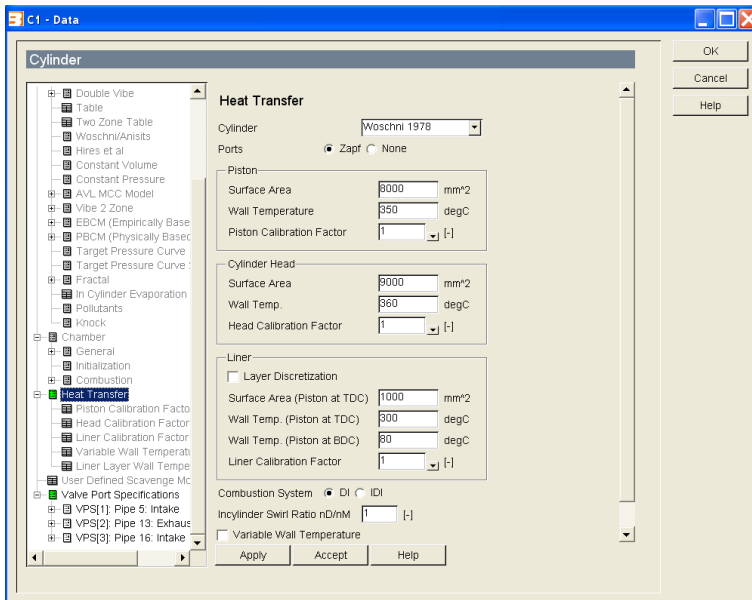 C1 - Data
Cylinder
OK
Cancel
Help
Double Vibe
Table
Two Zone Table
Woschni/Anisits
Hires et al
Constant Volume
Constant Pressure
AVL MCC Model
Vibe 2 Zone
EBCM (Empirically Base
PBCM (Physically Based
Target Pressure Curve
Target Pressure Curve
Fractal
In Cylinder Evaporation
Pollutants
Knock
Chamber
General
Initialization
Combustion
Heat Transfer
Piston Calibration Facto
Head Calibration Factor
Liner Calibration Factor
Variable Wall Temperatu
Liner Layer Wall Tempe
User Defined Scavenge Mo
Valve Port Specifications
VPS[1]: Pipe 5: Intake
VPS[2]: Pipe 13: Exhaus
VPS[3]: Pipe 16: Intake
Heat Transfer
Cylinder Woschni 1978
Ports Zapf None
Piston
Surface Area 8000 mm^2
Wall Temperature 350 degC
Piston Calibration Factor 1 [-]
Cylinder Head
Surface Area 9000 mm^2
Wall Temp. 360 degC
Head Calibration Factor 1 [-]
Liner
Layer Discretization
Surface Area (Piston at TDC) 1000 mm^2
Wall Temp. (Piston at TDC) 300 degC
Wall Temp. (Piston at BDC) 80 degC
Liner Calibration Factor 1 [-]
Combustion System DI IDI
Incylinder Swirl Ratio nD/nM 1 [-]
Variable Wall Temperature
Apply Accept Help